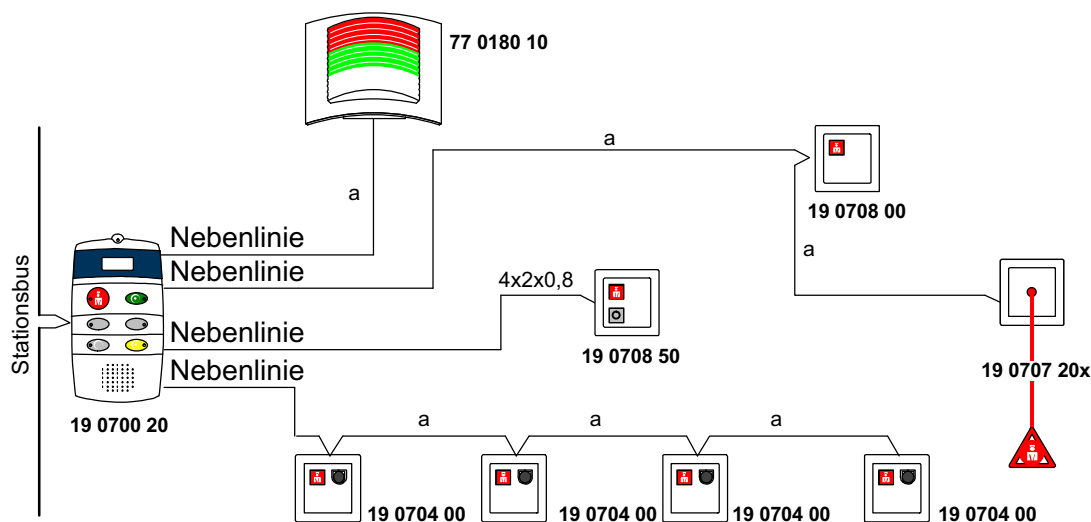 77 0180 10
a
a
19 0708 00
Nebenlinie
Nebenlinie
a
4x2x0,8
Stationsbus
Nebenlinie
19 0708 50
Nebenlinie
19 0707 20x
19 0700 20
a
a
a
19 0704 00
19 0704 00
19 0704 00
19 0704 00